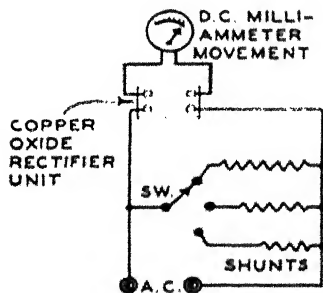 D.C. MILLI-
AMMETER
MOVEMENT
COPPER
OXIDE
RECTIFIER
UNIT
SW.
SHUNTS
A.C.